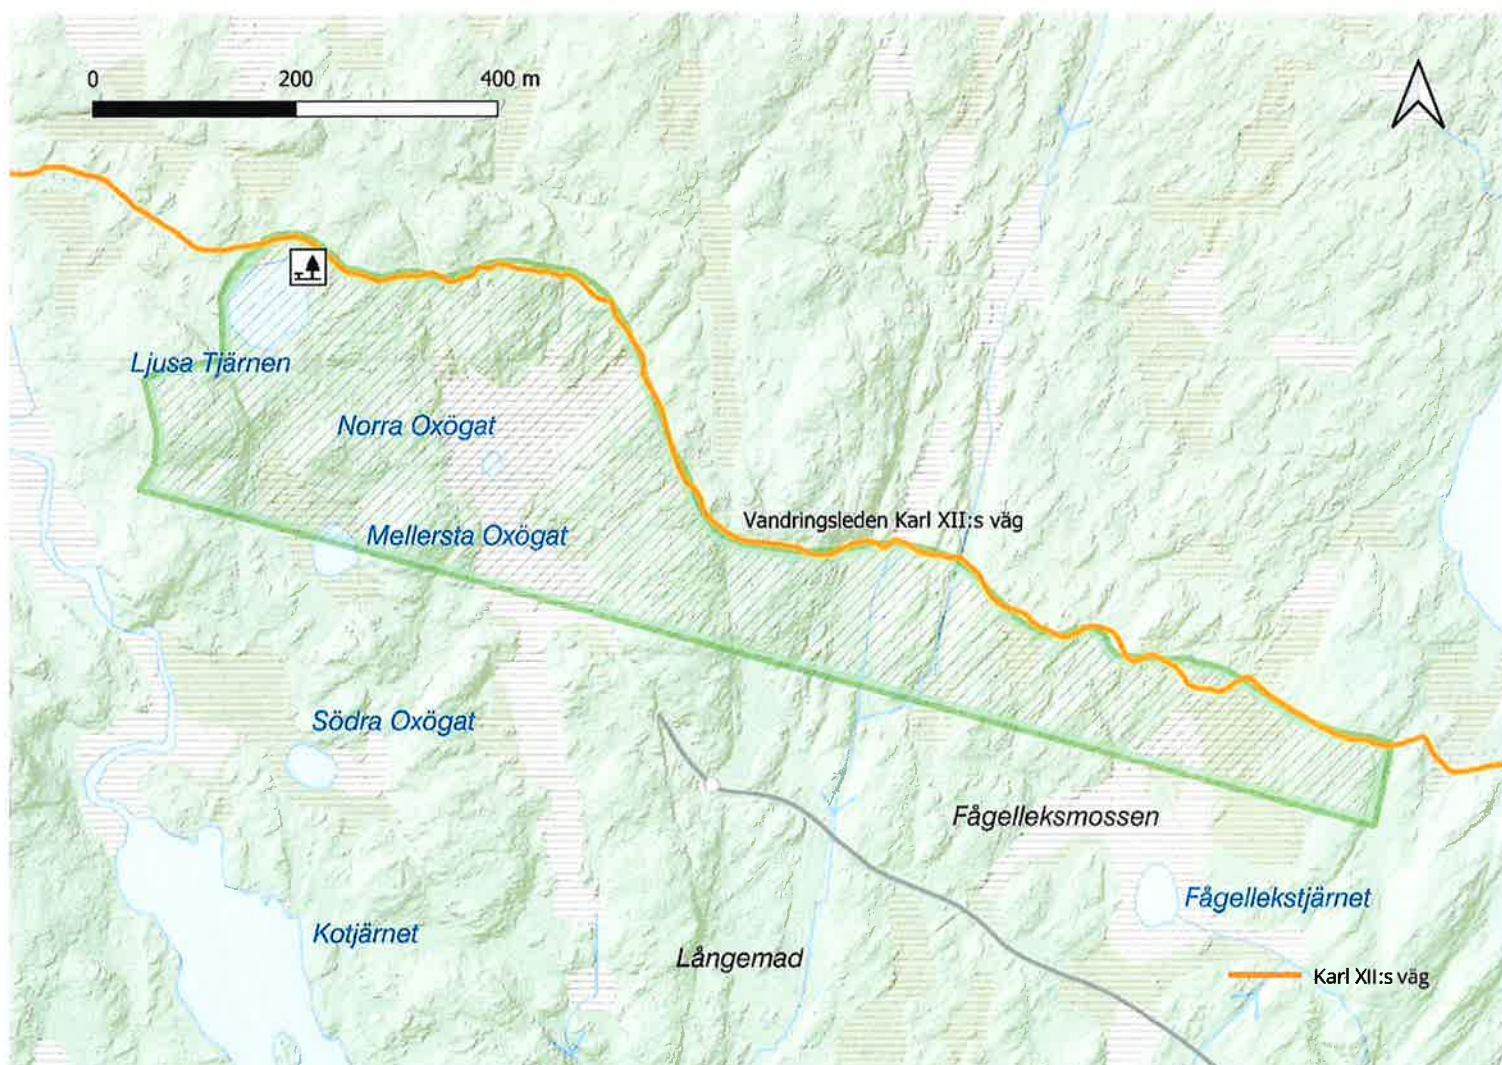 0 200 400 m
Ljusa Tjärnen
Norra Oxögat
Vandringsleden Karl XII:s väg
Mellersta Oxögat
Södra Oxögat
Fågelleksmossen
Fågellekstjärnet
Kotjärnet
Långemad
Karl XII:s väg